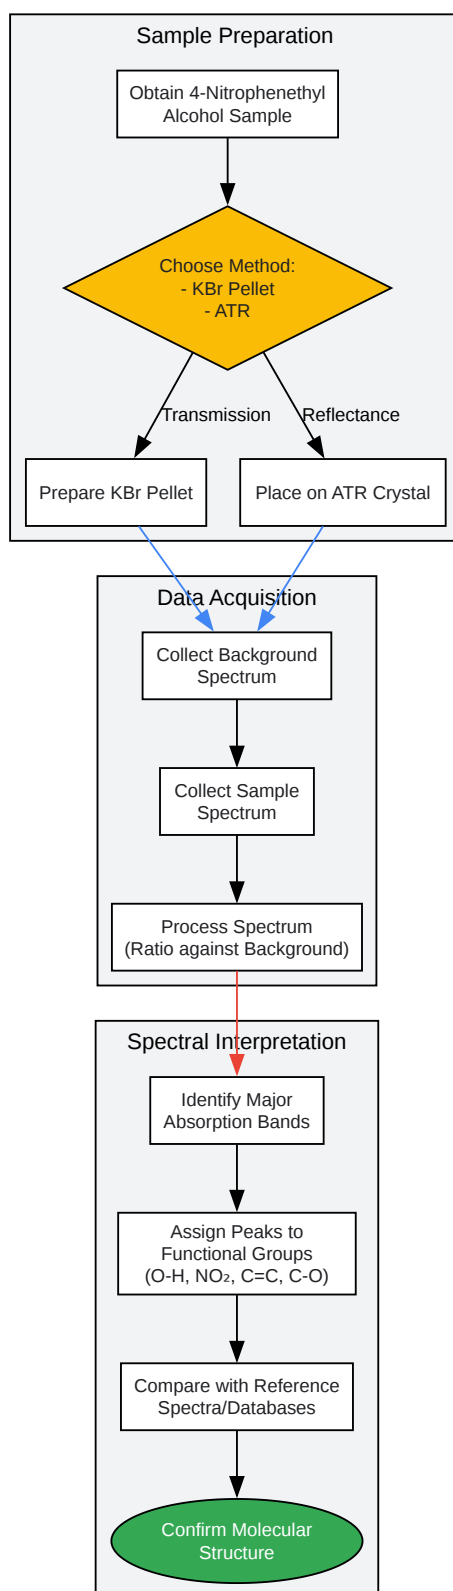 Sample Preparation
Obtain 4-Nitrophenethyl
Alcohol Sample
Choose Method:
- KBr Pellet
- ATR
Transmission
Reflectance
Prepare KBr Pellet
Place on ATR Crystal
Data Acquisition
Collect Background
Spectrum
Collect Sample
Spectrum
Process Spectrum
(Ratio against Background)
Spectral Interpretation
Identify Major
Absorption Bands
Assign Peaks to
Functional Groups
(O-H, NO₂, C=C, C-O)
Compare with Reference
Spectra/Databases
Confirm Molecular
Structure